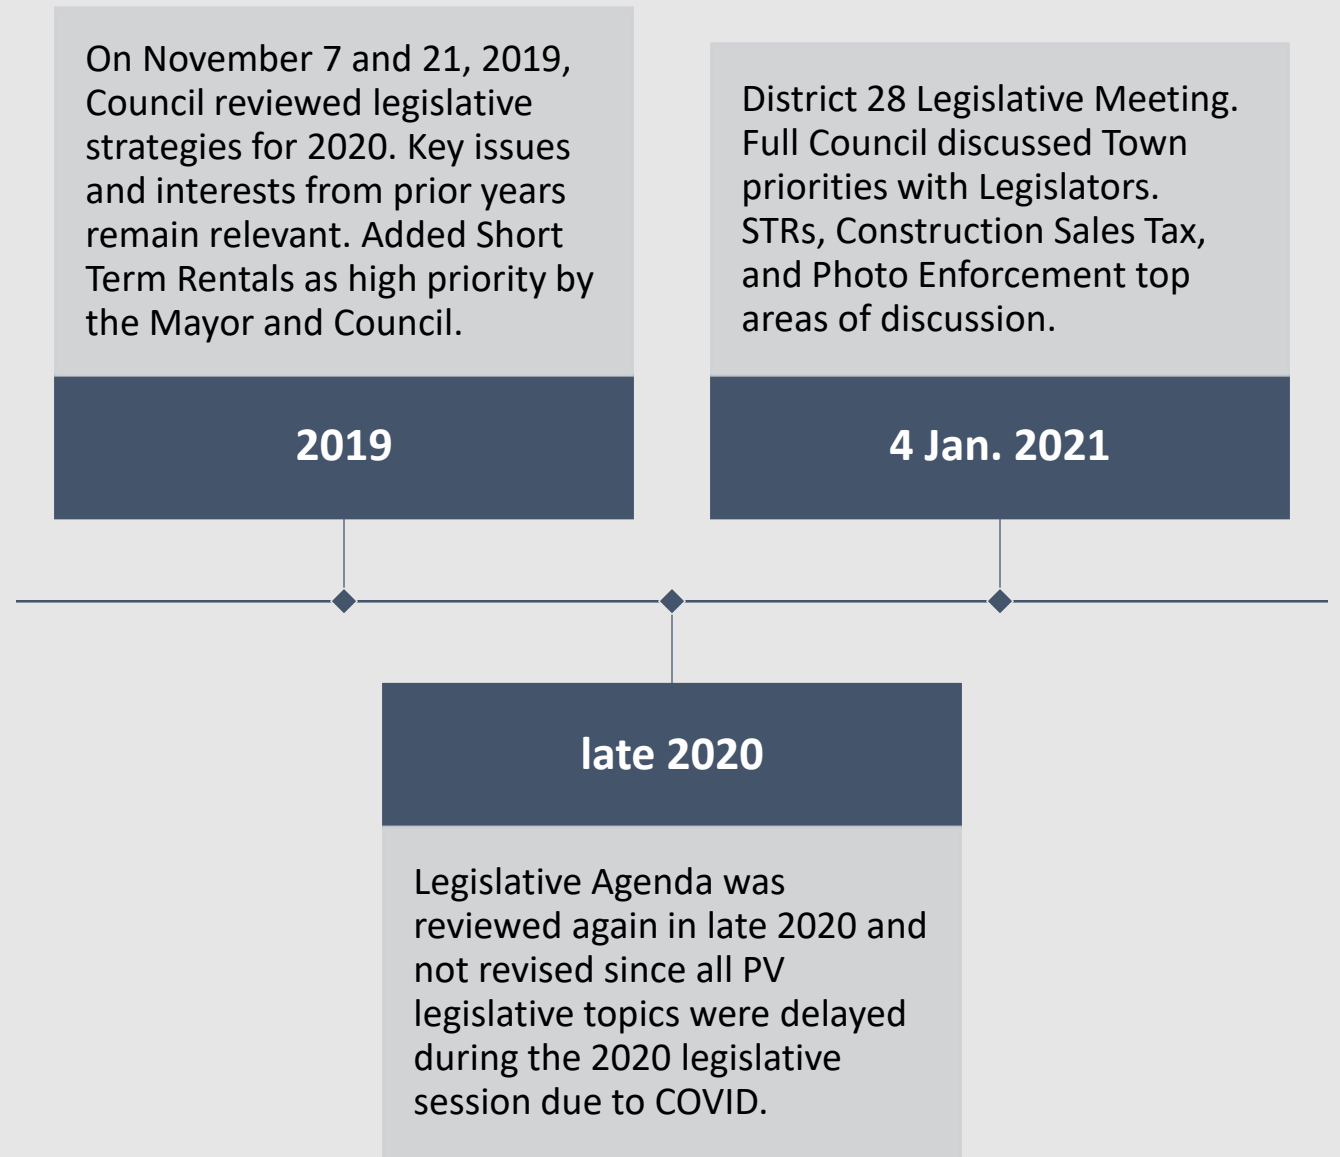 On November 7 and 21, 2019,
Council reviewed legislative
strategies for 2020. Key issues
and interests from prior years
remain relevant. Added Short
Term Rentals as high priority by
the Mayor and Council.
2019
District 28 Legislative Meeting.
Full Council discussed Town
priorities with Legislators.
STRs, Construction Sales Tax,
and Photo Enforcement top
areas of discussion.
4 Jan. 2021
late 2020
Legislative Agenda was
reviewed again in late 2020 and
not revised since all PV
legislative topics were delayed
during the 2020 legislative
session due to COVID.